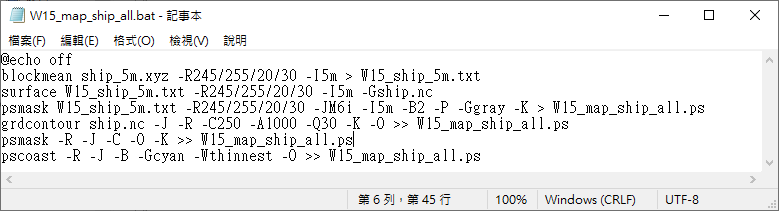 W15_map_ship_all.bat - 記事本
檔案(F) 編輯(E) 格式(O) 檢視(V) 說明
@echo off
blockmean ship_5m.xyz -R245/255/20/30 -I5m > W15_ship_5m.txt
surface W15_ship_5m.txt -R245/255/20/30 -I5m -Gship.nc
psmask W15_ship_5m.txt -R245/255/20/30 -JM6i -I5m -B2 -P -Ggray -K > W15_map_ship_all.ps
grdcontour ship.nc -J -R -C250 -A1000 -Q30 -K -O >> W15_map_ship_all.ps
psmask -R -J -C -O -K >> W15_map_ship_all.ps
pscoast -R -J -B -Gcyan -Wthinnest -O >> W15_map_ship_all.ps
第 6 列，第 45 行 100% Windows (CRLF) UTF-8